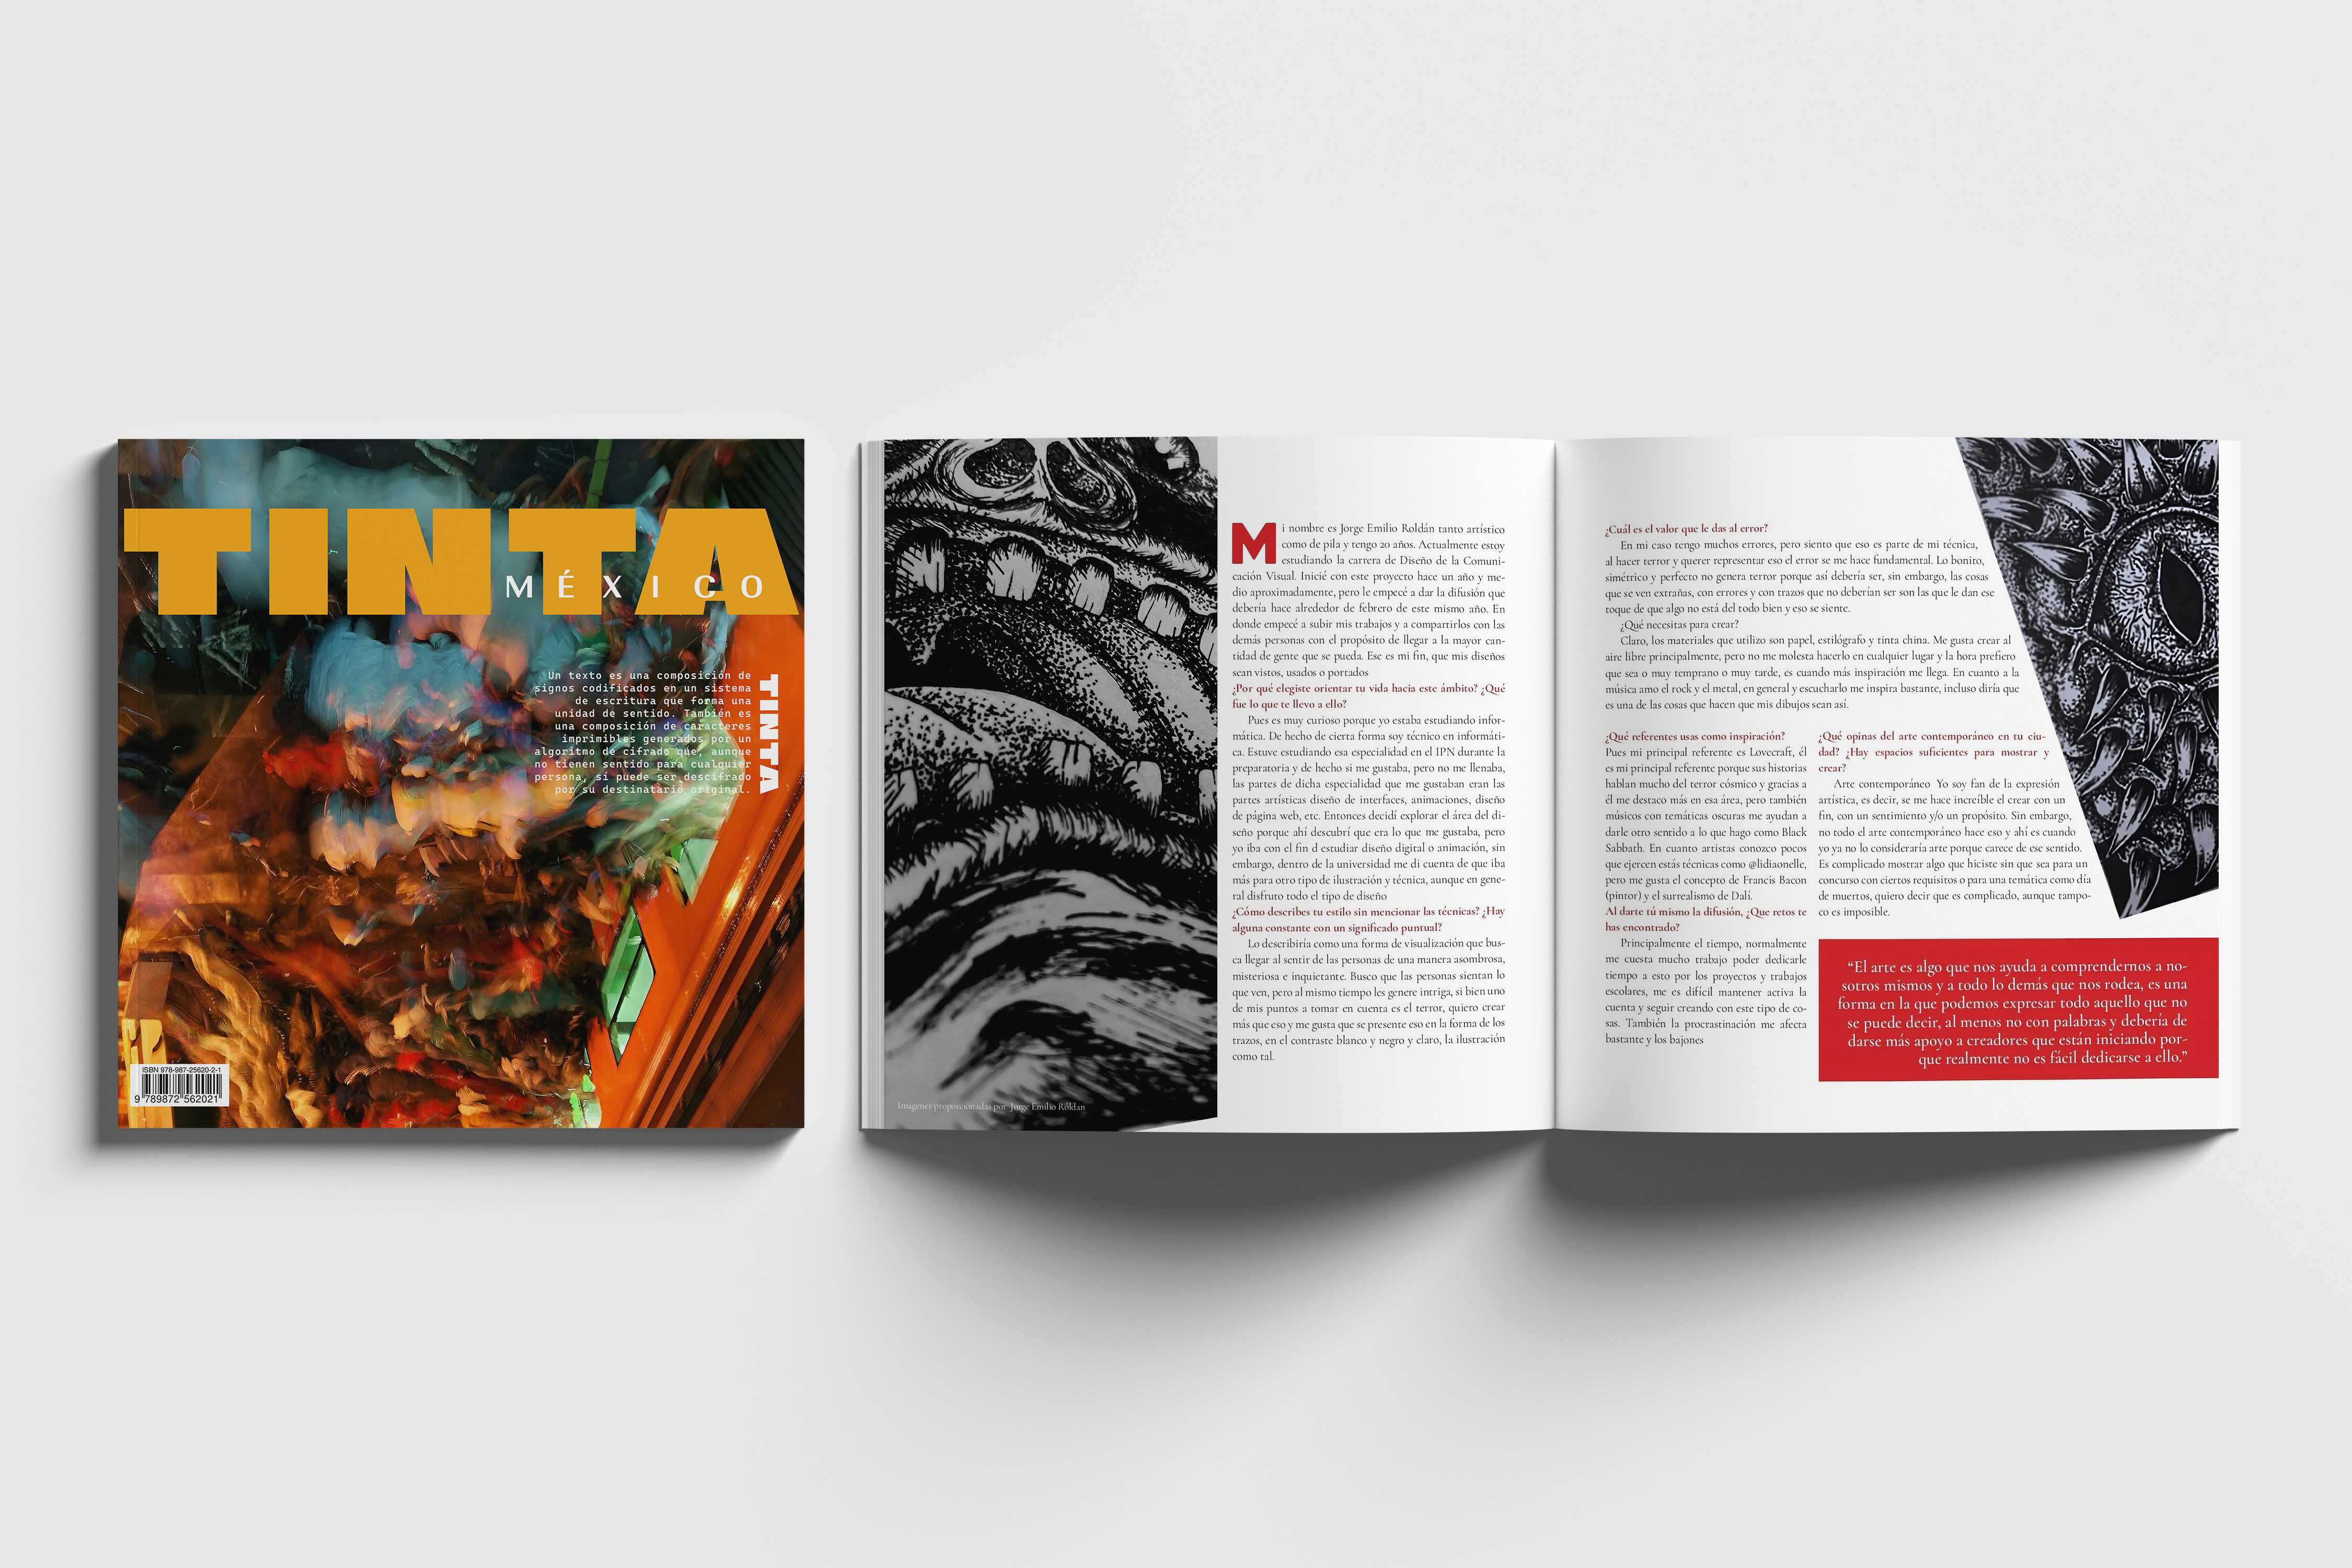 TINTA
MÉXICO
Un texto es una composición de
signos codificados en un sistema
de escritura que forma una
unidad de sentido. También es
una composición de caracteres
imprimibles generados por un
algoritmo de cifrado que, aunque
no tienen sentido para cualquier
persona, sí puede ser descifrado
por su destinatario original.
TINTA
ISBN 978-987-25620-2-1
9 789872 562021
Imágenes proporcionadas por Jorge Emilio Roldan
Mi nombre es Jorge Emilio Roldán tanto artístico
como de pila y tengo 20 años. Actualmente estoy
estudiando la carrera de Diseño de la Comuni-
cación Visual. Inicié con este proyecto hace un año y me-
dio aproximadamente, pero le empecé a dar la difusión que
debería hace alrededor de febrero de este mismo año. En
donde empecé a subir mis trabajos y a compartirlos con las
demás personas con el propósito de llegar a la mayor can-
tidad de gente que se pueda. Ese es mi fin, que mis diseños
sean vistos, usados o portados
¿Por qué elegiste orientar tu vida hacia este ámbito? ¿Qué
fue lo que te llevo a ello?
Pues es muy curioso porque yo estaba estudiando infor-
mática. De hecho de cierta forma soy técnico en informáti-
ca. Estuve estudiando esa especialidad en el IPN durante la
preparatoria y de hecho si me gustaba, pero no me llenaba,
las partes de dicha especialidad que me gustaban eran las
partes artísticas diseño de interfaces, animaciones, diseño
de página web, etc. Entonces decidí explorar el área del di-
seño porque ahí descubrí que era lo que me gustaba, pero
yo iba con el fin d estudiar diseño digital o animación, sin
embargo, dentro de la universidad me di cuenta de que iba
más para otro tipo de ilustración y técnica, aunque en gene-
ral disfruto todo el tipo de diseño
¿Cómo describes tu estilo sin mencionar las técnicas? ¿Hay
alguna constante con un significado puntual?
Lo describiría como una forma de visualización que bus-
ca llegar al sentir de las personas de una manera asombrosa,
misteriosa e inquietante. Busco que las personas sientan lo
que ven, pero al mismo tiempo les genere intriga, si bien uno
de mis puntos a tomar en cuenta es el terror, quiero crear
más que eso y me gusta que se presente eso en la forma de los
trazos, en el contraste blanco y negro y claro, la ilustración
como tal.
¿Cuál es el valor que le das al error?
En mi caso tengo muchos errores, pero siento que eso es parte de mi técnica,
al hacer terror y querer representar eso el error se me hace fundamental. Lo bonito,
simétrico y perfecto no genera terror porque así debería ser, sin embargo, las cosas
que se ven extrañas, con errores y con trazos que no deberían ser son las que le dan ese
toque de que algo no está del todo bien y eso se siente.
¿Qué necesitas para crear?
Claro, los materiales que utilizo son papel, estilógrafo y tinta china. Me gusta crear al
aire libre principalmente, pero no me molesta hacerlo en cualquier lugar y la hora prefiero
que sea o muy temprano o muy tarde, es cuando más inspiración me llega. En cuanto a la
música amo el rock y el metal, en general y escucharlo me inspira bastante, incluso diría que
es una de las cosas que hacen que mis dibujos sean así.
¿Qué referentes usas como inspiración?
Pues mi principal referente es Lovecraft, él
es mi principal referente porque sus historias
hablan mucho del terror cósmico y gracias a
él me destaco más en esa área, pero también
músicos con temáticas oscuras me ayudan a
darle otro sentido a lo que hago como Black
Sabbath. En cuanto artistas conozco pocos
que ejercen estás técnicas como @lidiaonelle,
pero me gusta el concepto de Francis Bacon
(pintor) y el surrealismo de Dalí.
Al darte tú mismo la difusión, ¿Que retos te
has encontrado?
Principalmente el tiempo, normalmente
me cuesta mucho trabajo poder dedicarle
tiempo a esto por los proyectos y trabajos
escolares, me es difícil mantener activa la
cuenta y seguir creando con este tipo de co-
sas. También la procrastinación me afecta
bastante y los bajones
¿Qué opinas del arte contemporáneo en tu ciu-
dad? ¿Hay espacios suficientes para mostrar y
crear?
Arte contemporáneo Yo soy fan de la expresión
artística, es decir, se me hace increíble el crear con un
fin, con un sentimiento y/o un propósito. Sin embargo,
no todo el arte contemporáneo hace eso y ahí es cuando
yo ya no lo consideraría arte porque carece de ese sentido.
Es complicado mostrar algo que hiciste sin que sea para un
concurso con ciertos requisitos o para una temática como día
de muertos, quiero decir que es complicado, aunque tampo-
co es imposible.
“El arte es algo que nos ayuda a comprendernos a no-
sotros mismos y a todo lo demás que nos rodea, es una
forma en la que podemos expresar todo aquello que no
se puede decir, al menos no con palabras y debería de
darse más apoyo a creadores que están iniciando por-
que realmente no es fácil dedicarse a ello.”